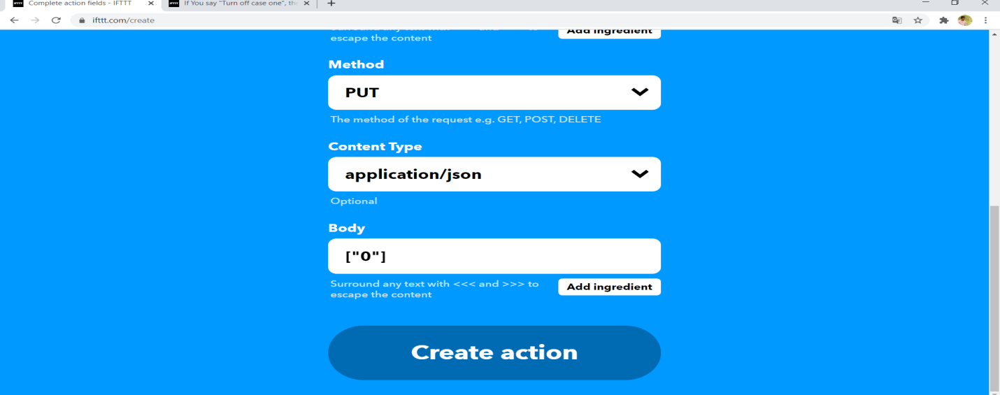 IFTTT Complete action fields - IFTTT
IFTTT If You say "Turn off case one", the
ifttt.com/create
escape the content
Add ingredient
Method
PUT
The method of the request e.g. GET, POST, DELETE
Content Type
application/json
Optional
Body
["0"]
Surround any text with <<< and >>> to
escape the content
Add ingredient
Create action